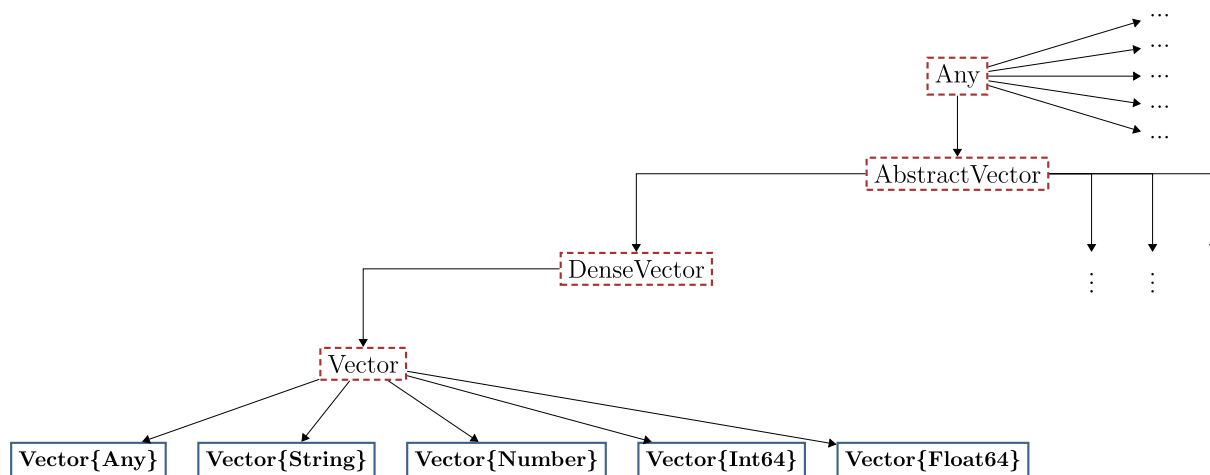 ...
...
Any ...
...
...
AbstractVector
DenseVector
⋮ ⋮
Vector
Vector{Any} Vector{String} Vector{Number} Vector{Int64} Vector{Float64}